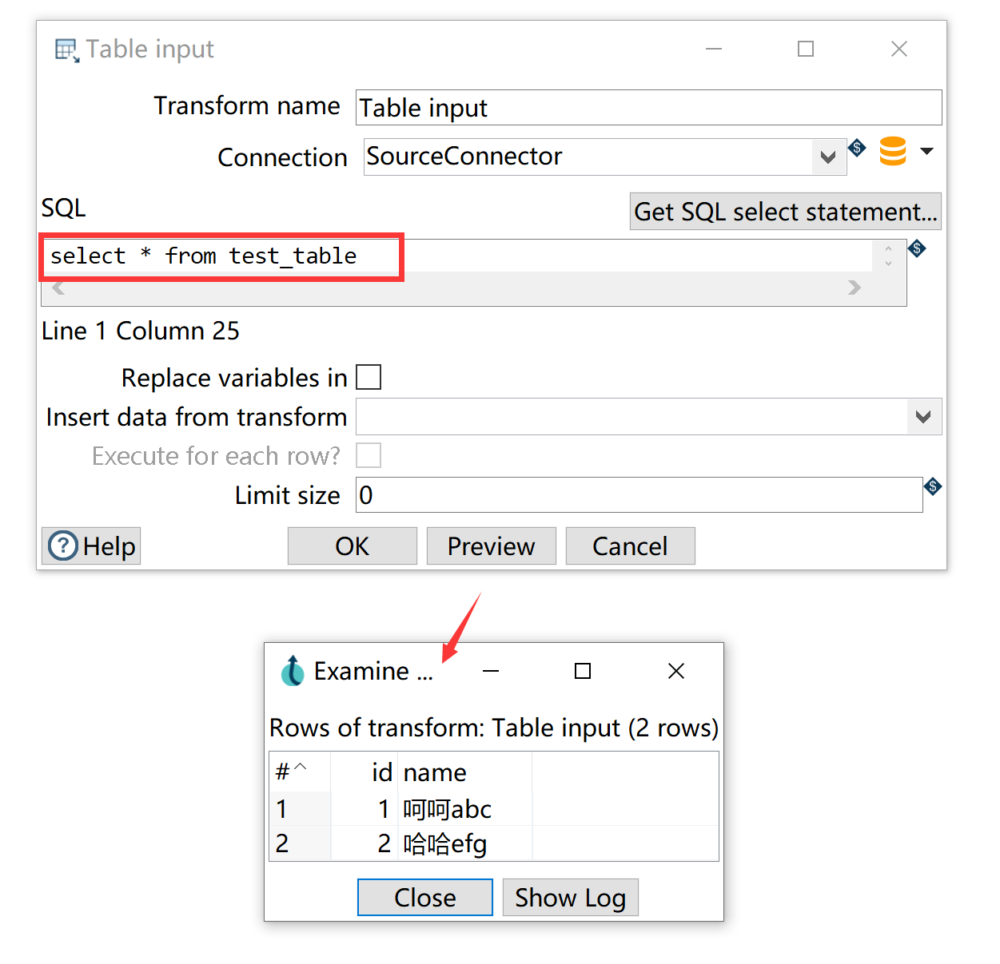 Table input
Transform name Table input
Connection SourceConnector
SQL Get SQL select statement...
select * from test_table
Line 1 Column 25
Replace variables in
Insert data from transform
Execute for each row?
Limit size 0
Help OK Preview Cancel
Examine ...
Rows of transform: Table input (2 rows)
# id name
1 1 呵呵abc
2 2 哈哈efg
Close Show Log